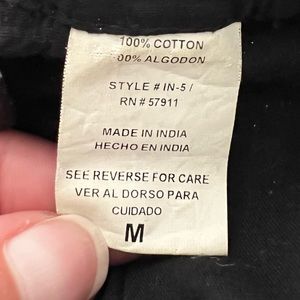 100% COTTON
00% ALGODON
STYLE # IN-5 /
RN # 57911
MADE IN INDIA
HECHO EN INDIA
SEE REVERSE FOR CARE
VER AL DORSO PARA
CUIDADO
M